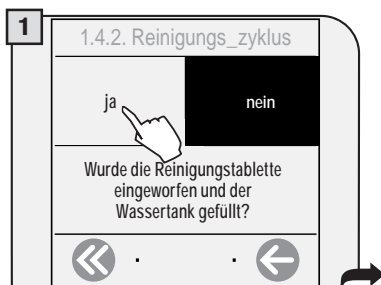 1
1.4.2. Reinigungs_zyklus
ja nein
Wurde die Reinigungstablette
eingeworfen und der
Wassertank gefüllt?